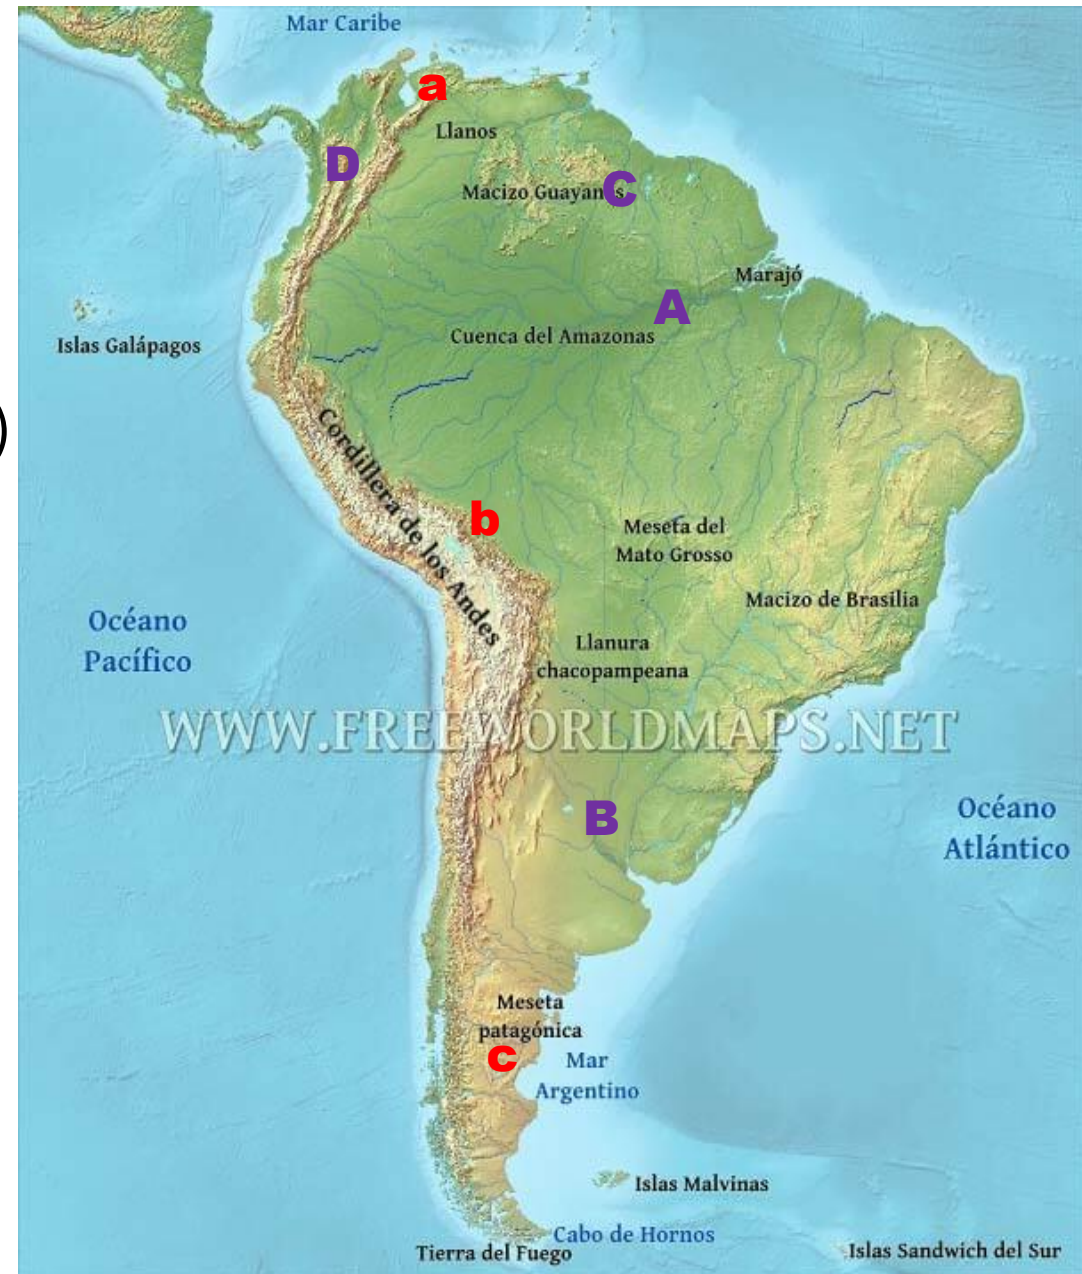 Mar Caribe
a
Llanos
D
Macizo Guayanés
C
Marajó
A
Islas Galápagos
Cuenca del Amazonas
)
Cordillera de los Andes
b
Meseta del
Mato Grosso
Macizo de Brasilia
Océano
Pacífico
Llanura
chacopampeana
WWW.FREEWORLDMAPS.NET
B
Océano
Atlántico
Meseta
patagónica
c
Mar
Argentino
Islas Malvinas
Cabo de Hornos
Tierra del Fuego
Islas Sandwich del Sur